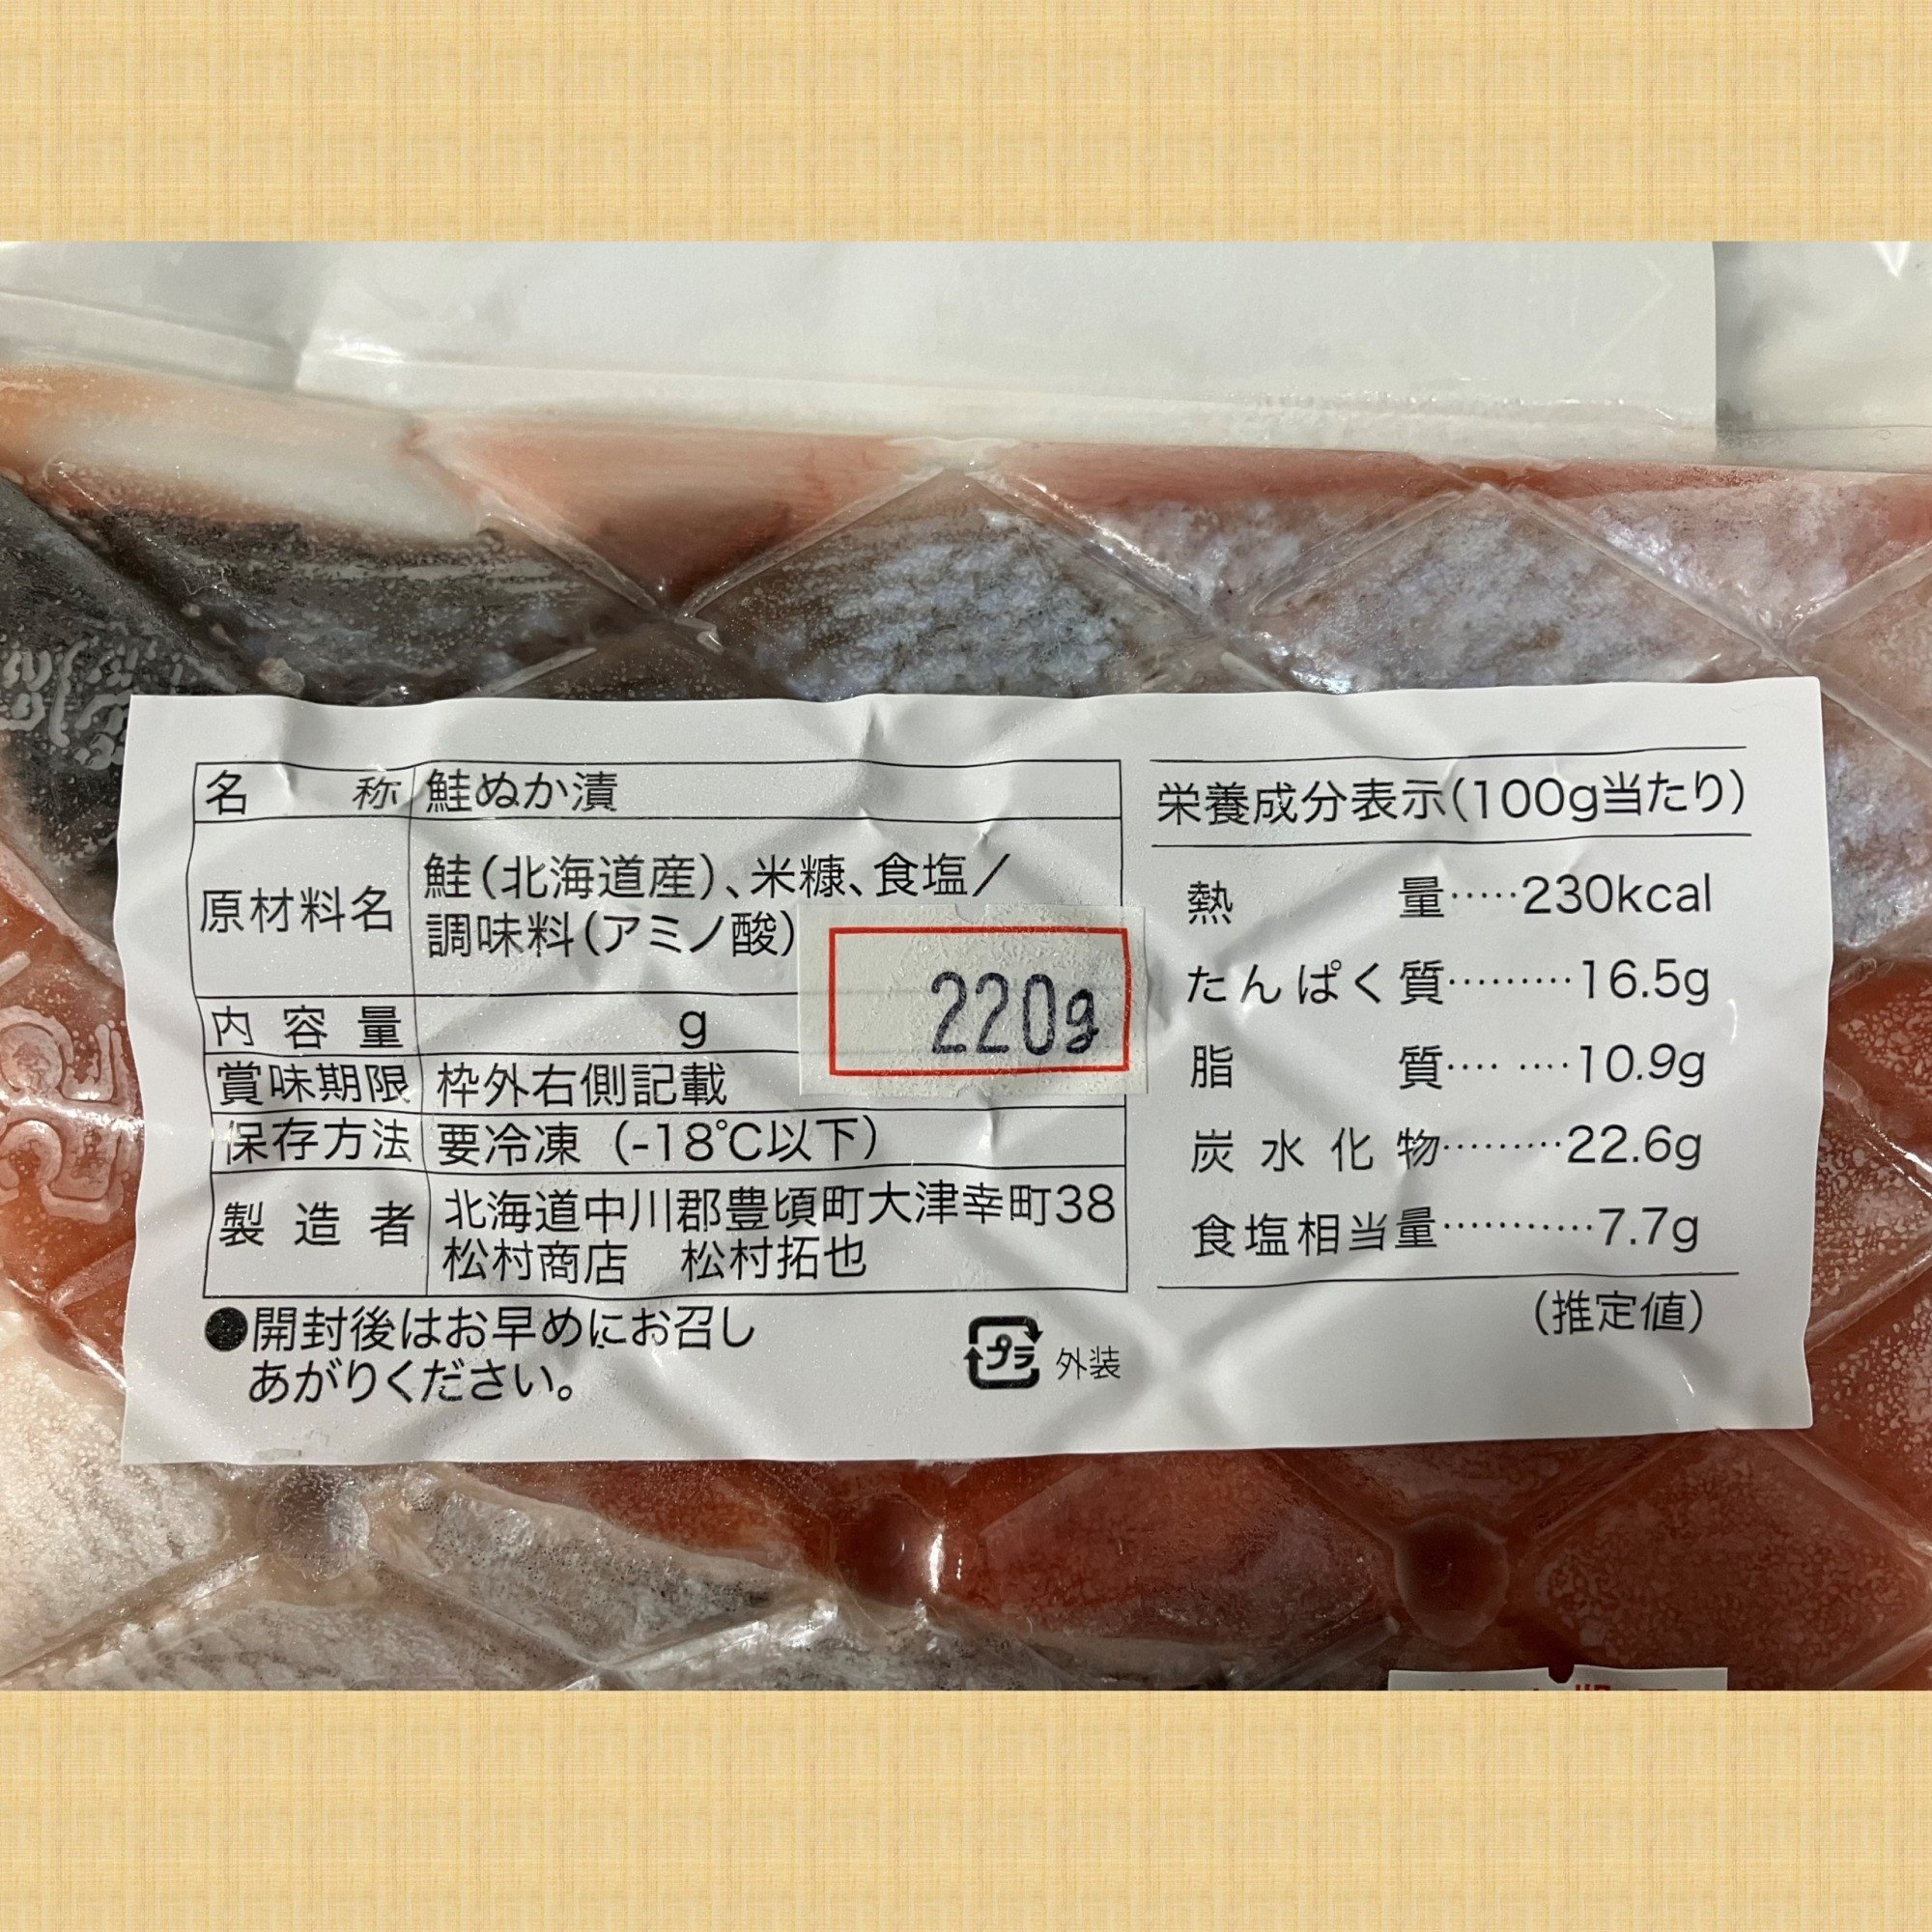 名称 鮭ぬか漬
原材料名 鮭(北海道産)、米糠、食塩/
調味料(アミノ酸)
内容量 g
220g
賞味期限 枠外右側記載
保存方法 要冷凍 (-18℃以下)
製造者 北海道中川郡豊頃町大津幸町38
松村商店 松村拓也
●開封後はお早めにお召し
あがりください。
プラ 外装
栄養成分表示(100g当たり)
熱量……230kcal
たんぱく質………16.5g
脂質…… ……10.9g
炭水化物………22.6g
食塩相当量…………7.7g
(推定値)